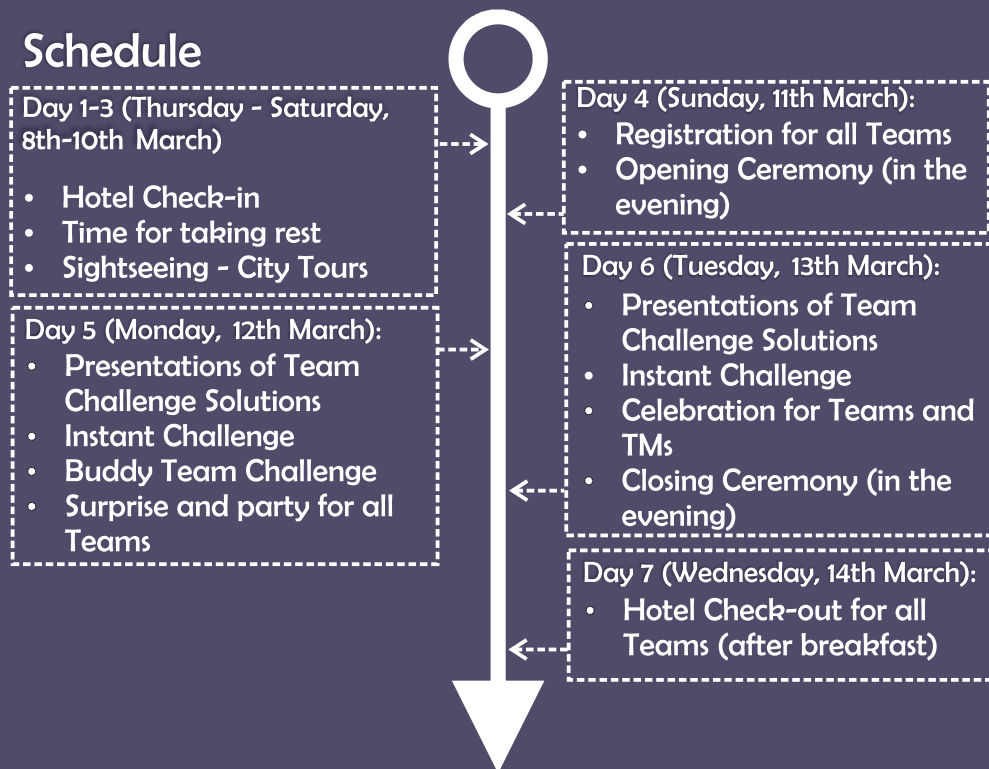 Schedule
Day 1-3 (Thursday - Saturday,
8th-10th March)
• Hotel Check-in
• Time for taking rest
• Sightseeing - City Tours
Day 4 (Sunday, 11th March):
• Registration for all Teams
• Opening Ceremony (in the
evening)
Day 5 (Monday, 12th March):
• Presentations of Team
Challenge Solutions
• Instant Challenge
• Buddy Team Challenge
• Surprise and party for all
Teams
Day 6 (Tuesday, 13th March):
• Presentations of Team
Challenge Solutions
• Instant Challenge
• Celebration for Teams and
TMs
• Closing Ceremony (in the
evening)
Day 7 (Wednesday, 14th March):
• Hotel Check-out for all
Teams (after breakfast)